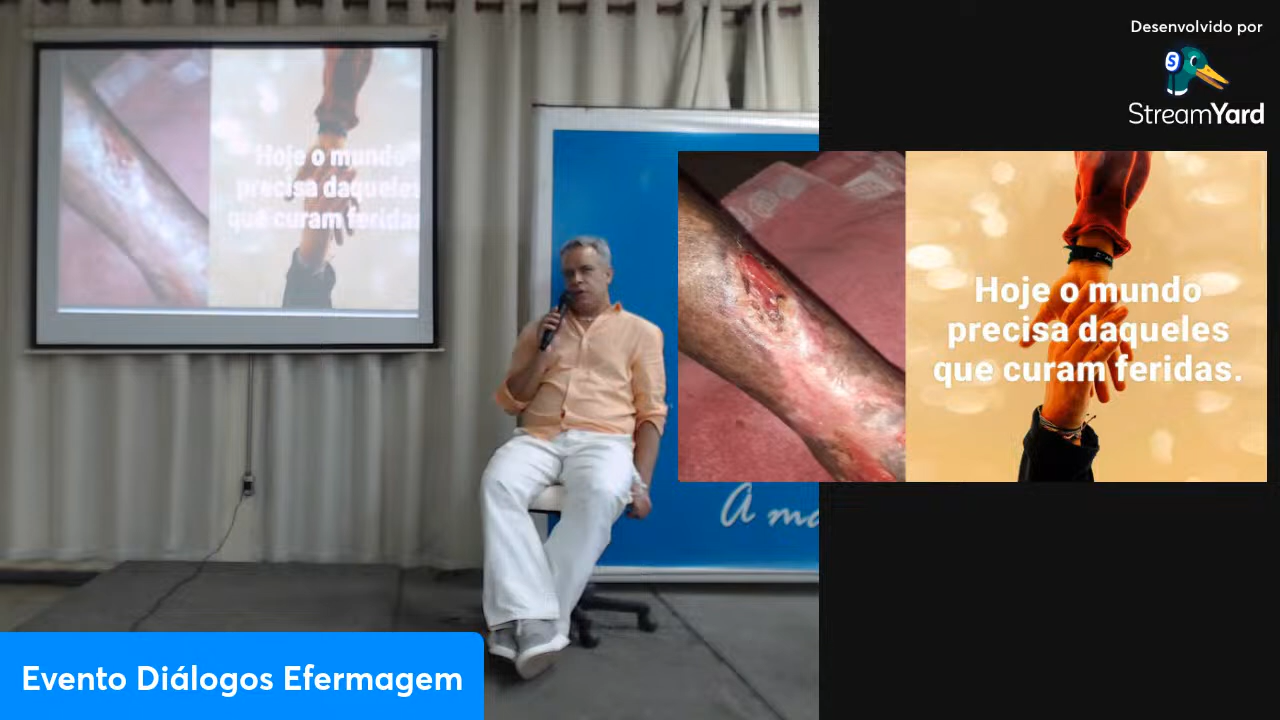 Desenvolvido por
StreamYard
Hoje o mundo
precisa daqueles
que curam feridas.
Hoje o mundo
precisa daqueles
que curam feridas
A
Evento Diálogos Efermagem